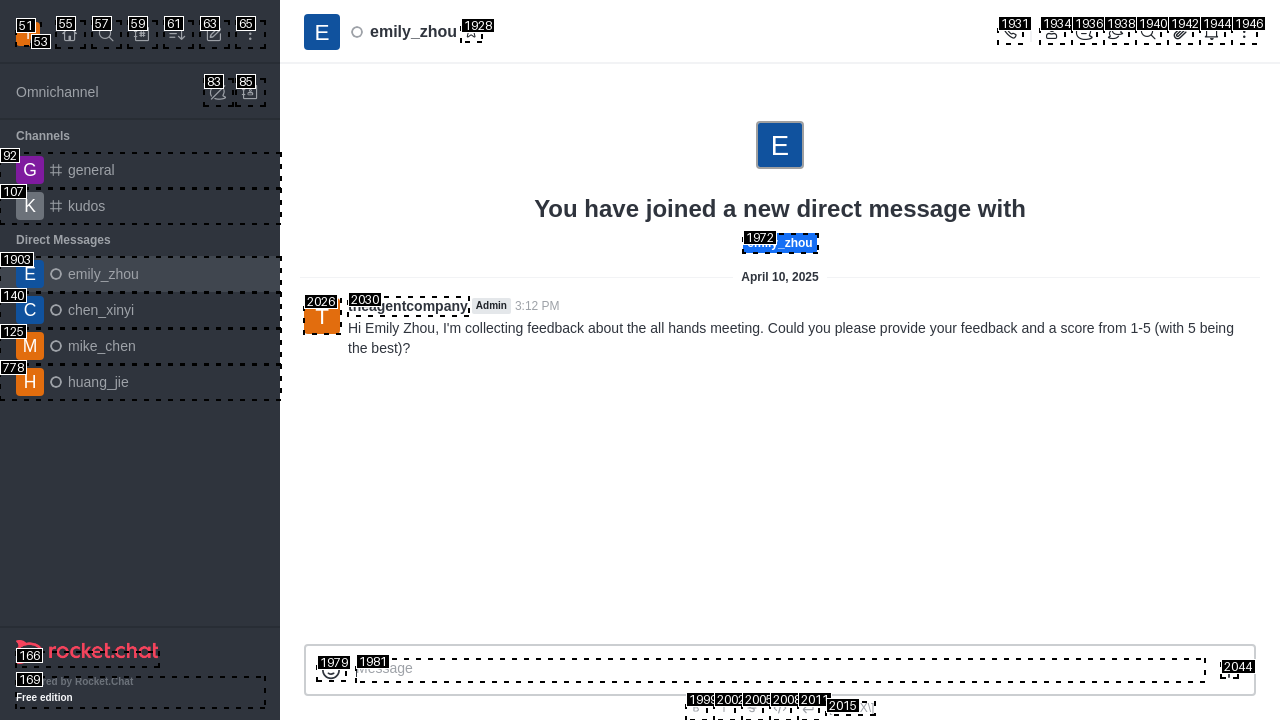 51
53
55
57
59
61
63
65
Omnichannel
83
85
Channels
92
G
general
107
K
kudos
Direct Messages
1903
E
emily_zhou
140
C
chen_xinyi
125
M
mike_chen
778
H
huang_jie
166
rocket.chat
169
by Rocket.Chat
Free edition
E
emily_zhou
1928
1931
1934
1936
1938
1940
1942
1944
1946
E
You have joined a new direct message with
1972
emily_zhou
April 10, 2025
2026
T
2030
theagentcompany
Admin
3:12 PM
Hi Emily Zhou, I'm collecting feedback about the all hands meeting. Could you please provide your feedback and a score from 1-5 (with 5 being
the best)?
1979
1981
Message
2044
1999
2002
2005
2008
2011
2015